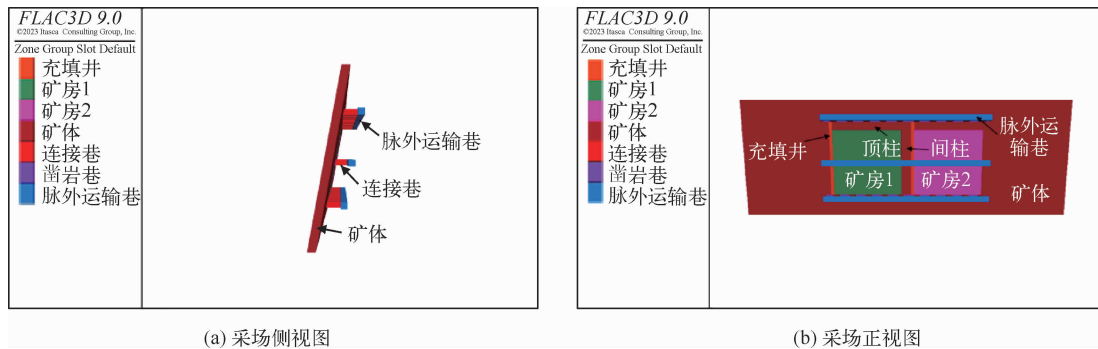 FLAC3D 9.0
©2023 Itasca Consulting Group, Inc.
Zone Group Slot Default
充填井
矿房1
矿房2
矿体
连接巷
凿岩巷
脉外运输巷
脉外运输巷
连接巷
矿体
(a) 采场侧视图
FLAC3D 9.0
©2023 Itasca Consulting Group, Inc.
Zone Group Slot Default
充填井
矿房1
矿房2
矿体
连接巷
凿岩巷
脉外运输巷
脉外运
输巷
充填井
顶柱
间柱
矿房1
矿房2
矿体
(b) 采场正视图